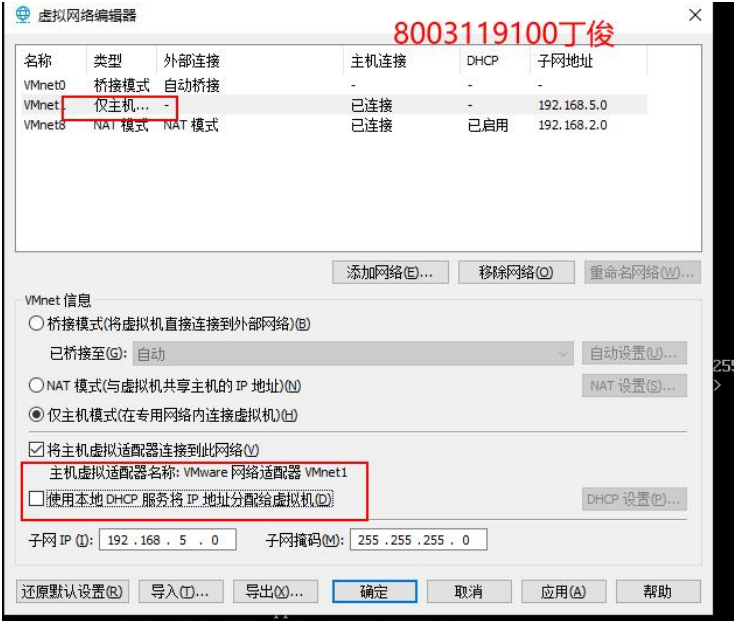 虚拟网络编辑器
8003119100丁俊
名称 类型 外部连接 主机连接 DHCP 子网地址
VMnet0 桥接模式 自动桥接 - - -
VMnet1 仅主机... - 已连接 - 192.168.5.0
VMnet8 NAT 模式 NAT 模式 已连接 已启用 192.168.2.0
添加网络(E)... 移除网络(O) 重命名网络(W)...
VMnet 信息
桥接模式(将虚拟机直接连接到外部网络)(B)
已桥接至(G): 自动 自动设置(U)...
NAT 模式(与虚拟机共享主机的 IP 地址)(N) NAT 设置(S)...
仅主机模式(在专用网络内连接虚拟机)(H)
将主机虚拟适配器连接到此网络(V)
主机虚拟适配器名称: VMware 网络适配器 VMnet1
使用本地 DHCP 服务将 IP 地址分配给虚拟机(D) DHCP 设置(P)...
子网 IP (I): 192 . 168 . 5 . 0 子网掩码(M): 255 . 255 . 255 . 0
还原默认设置(R) 导入(T)... 导出(X)... 确定 取消 应用(A) 帮助